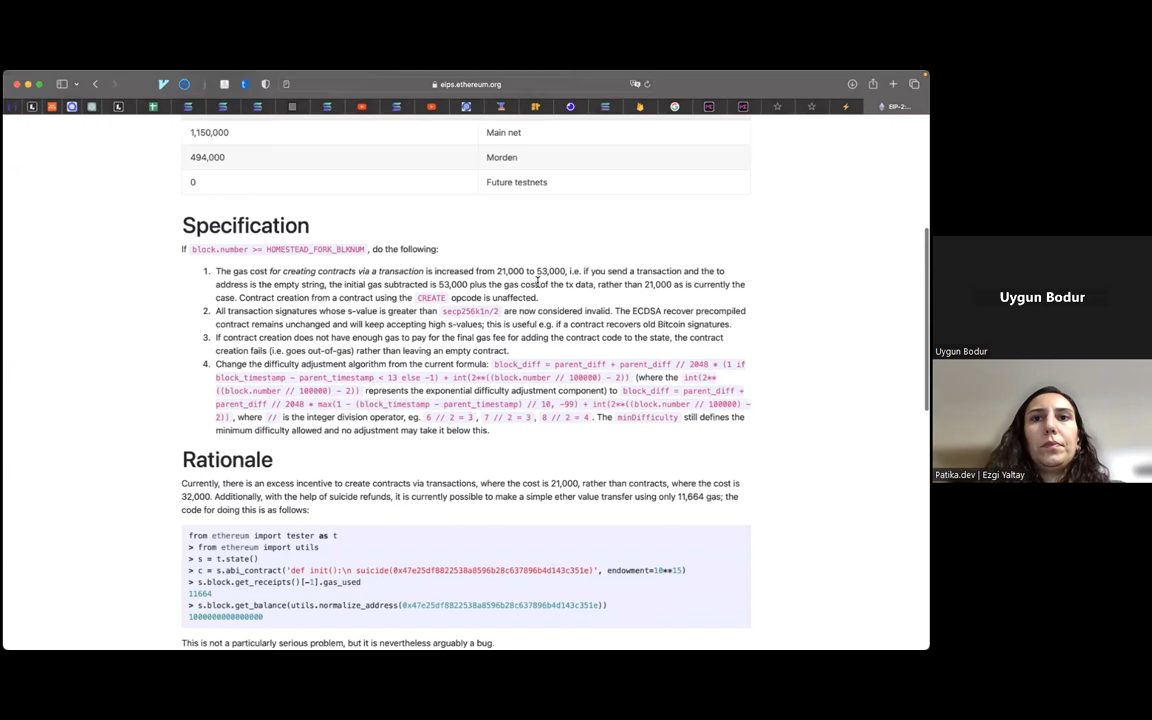 eips.ethereum.org
EIP-2:...
1,150,000 Main net
494,000 Morden
0 Future testnets
Specification
If block.number >= HOMESTEAD_FORK_BLKNUM , do the following:
1. The gas cost for creating contracts via a transaction is increased from 21,000 to 53,000, i.e. if you send a transaction and the to
address is the empty string, the initial gas subtracted is 53,000 plus the gas cost of the tx data, rather than 21,000 as is currently the
case. Contract creation from a contract using the CREATE opcode is unaffected.
2. All transaction signatures whose s-value is greater than secp256k1n/2 are now considered invalid. The ECDSA recover precompiled
contract remains unchanged and will keep accepting high s-values; this is useful e.g. if a contract recovers old Bitcoin signatures.
3. If contract creation does not have enough gas to pay for the final gas fee for adding the contract code to the state, the contract
creation fails (i.e. goes out-of-gas) rather than leaving an empty contract.
4. Change the difficulty adjustment algorithm from the current formula: block_diff = parent_diff + parent_diff // 2048 * (1 if
block_timestamp - parent_timestamp < 13 else -1) + int(2**((block.number // 100000) - 2)) (where the int(2**
((block.number // 100000) - 2)) represents the exponential difficulty adjustment component) to block_diff = parent_diff +
parent_diff // 2048 * max(1 - (block_timestamp - parent_timestamp) // 10, -99) + int(2**((block.number // 100000) -
2)) , where // is the integer division operator, eg. 6 // 2 = 3 , 7 // 2 = 3 , 8 // 2 = 4 . The minDifficulty still defines the
minimum difficulty allowed and no adjustment may take it below this.
Rationale
Currently, there is an excess incentive to create contracts via transactions, where the cost is 21,000, rather than contracts, where the cost is
32,000. Additionally, with the help of suicide refunds, it is currently possible to make a simple ether value transfer using only 11,664 gas; the
code for doing this is as follows:
from ethereum import tester as t
> from ethereum import utils
> s = t.state()
> c = s.abi_contract('def init():\n suicide(0x47e25df8822538a8596b28c637896b4d143c351e)', endowment=10**15)
> s.block.get_receipts()[-1].gas_used
11664
> s.block.get_balance(utils.normalize_address(0x47e25df8822538a8596b28c637896b4d143c351e))
1000000000000000
This is not a particularly serious problem, but it is nevertheless arguably a bug.
Uygun Bodur
Uygun Bodur
Patika.dev | Ezgi Yaltay